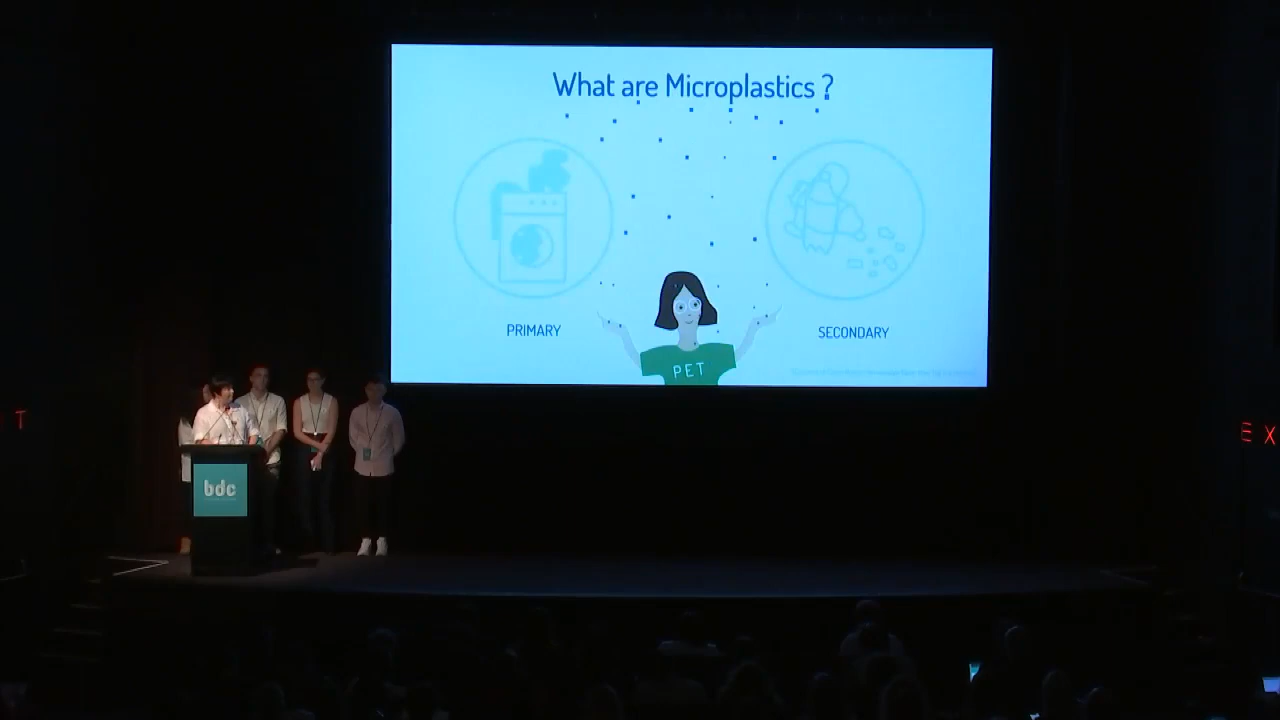 What are Microplastics ?
PRIMARY
SECONDARY
PET
T
E X
bdc